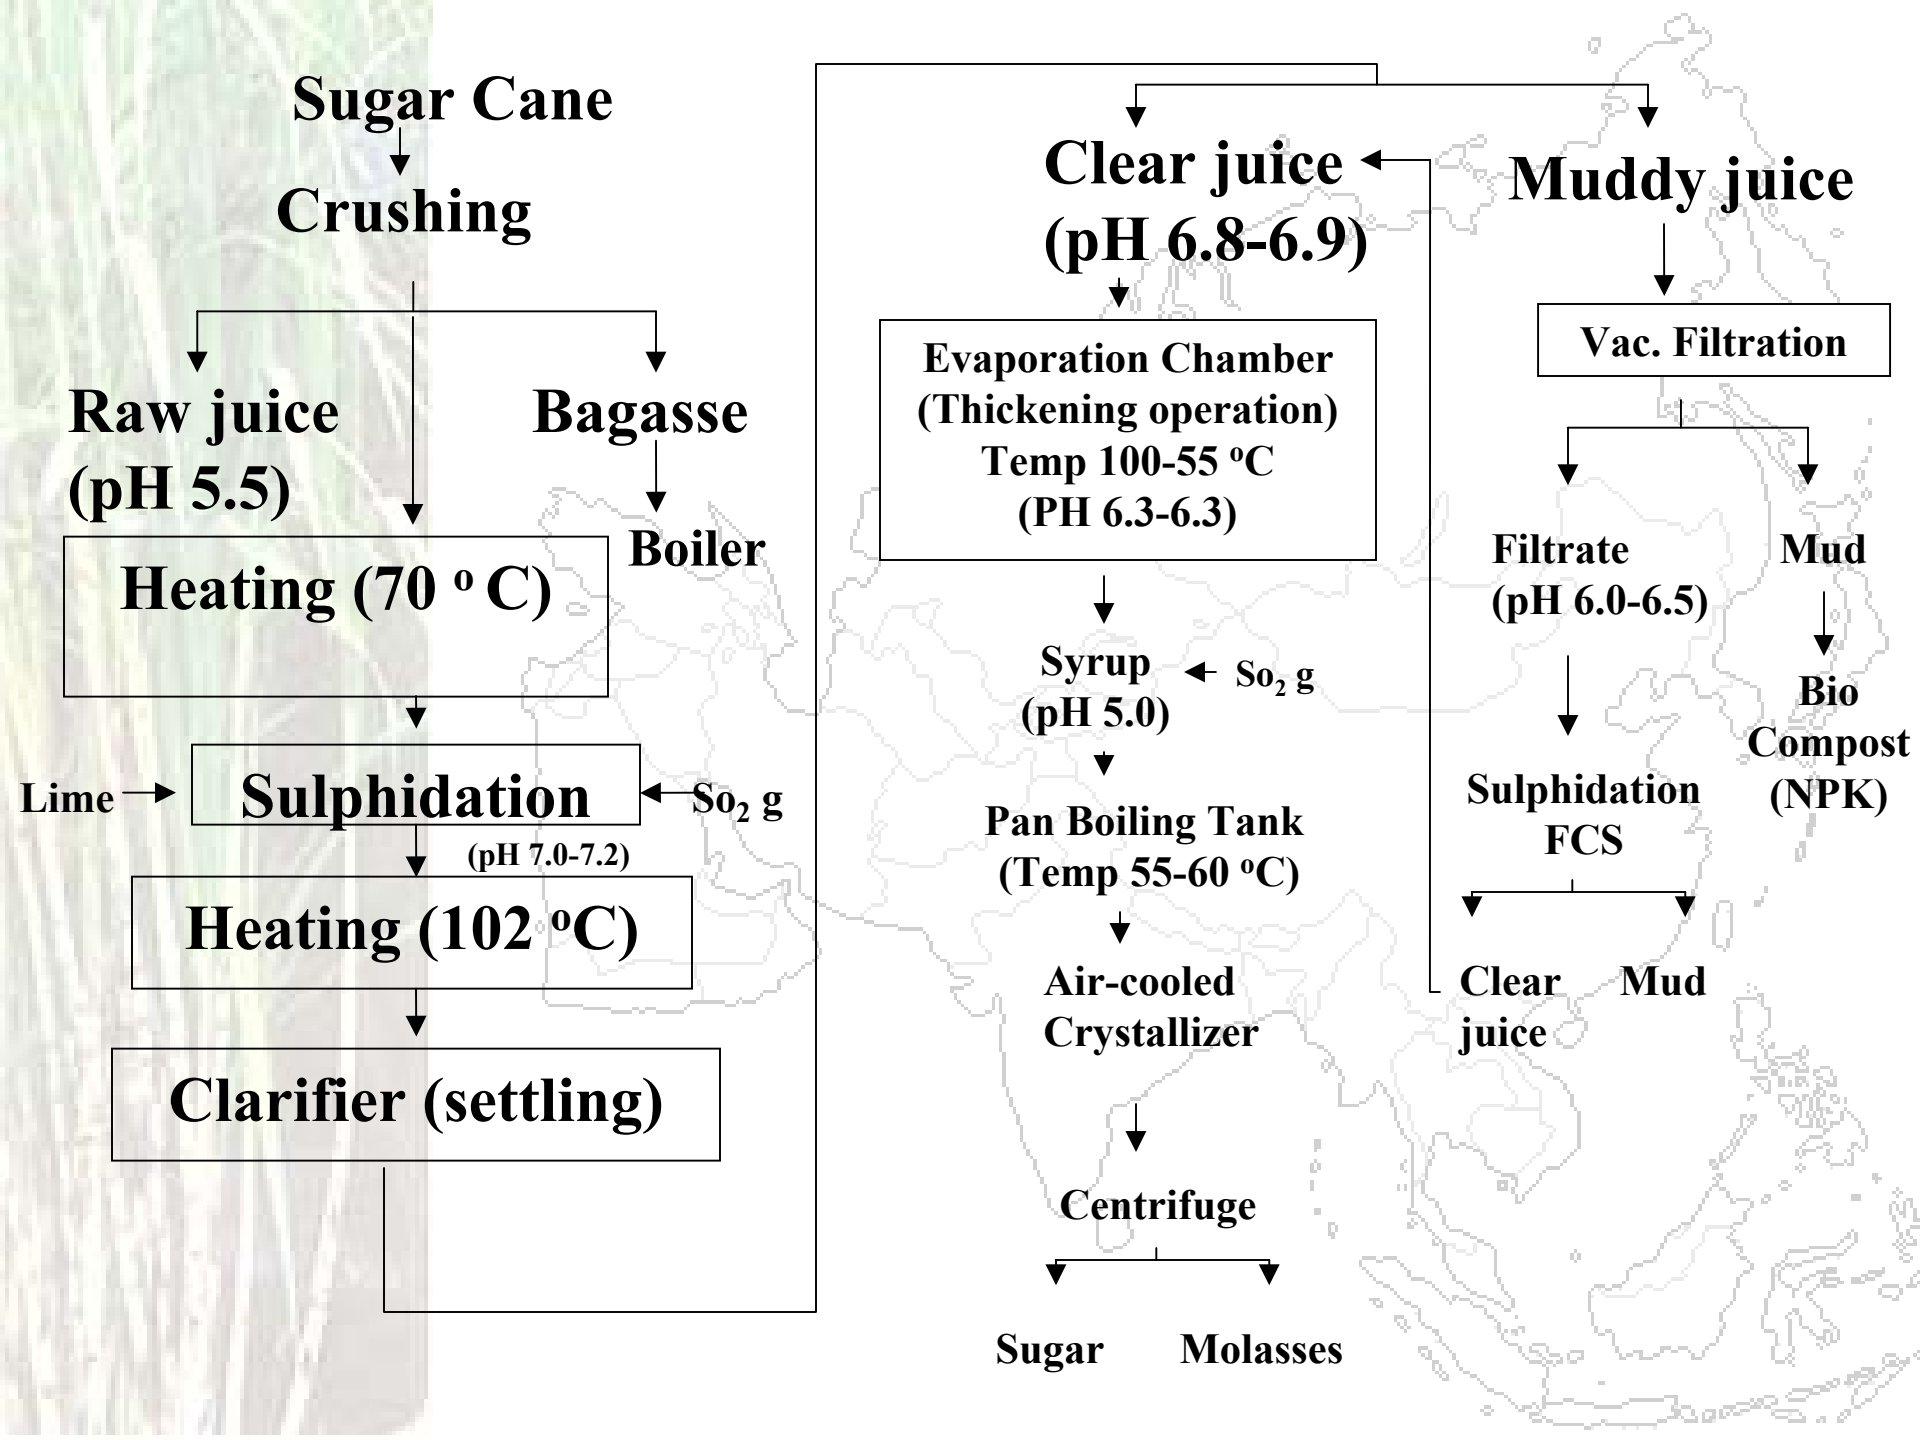 Sugar Cane
Crushing
Raw juice
(pH 5.5)
Bagasse
Boiler
Heating (70 º C)
Lime
Sulphidation
So₂ g
(pH 7.0-7.2)
Heating (102 ºC)
Clarifier (settling)
Clear juice
(pH 6.8-6.9)
Evaporation Chamber
(Thickening operation)
Temp 100-55 ºC
(PH 6.3-6.3)
Syrup
(pH 5.0)
So₂ g
Pan Boiling Tank
(Temp 55-60 ºC)
Air-cooled
Crystallizer
Centrifuge
Sugar
Molasses
Muddy juice
Vac. Filtration
Filtrate
(pH 6.0-6.5)
Mud
Bio
Compost
(NPK)
Sulphidation
FCS
Clear
juice
Mud